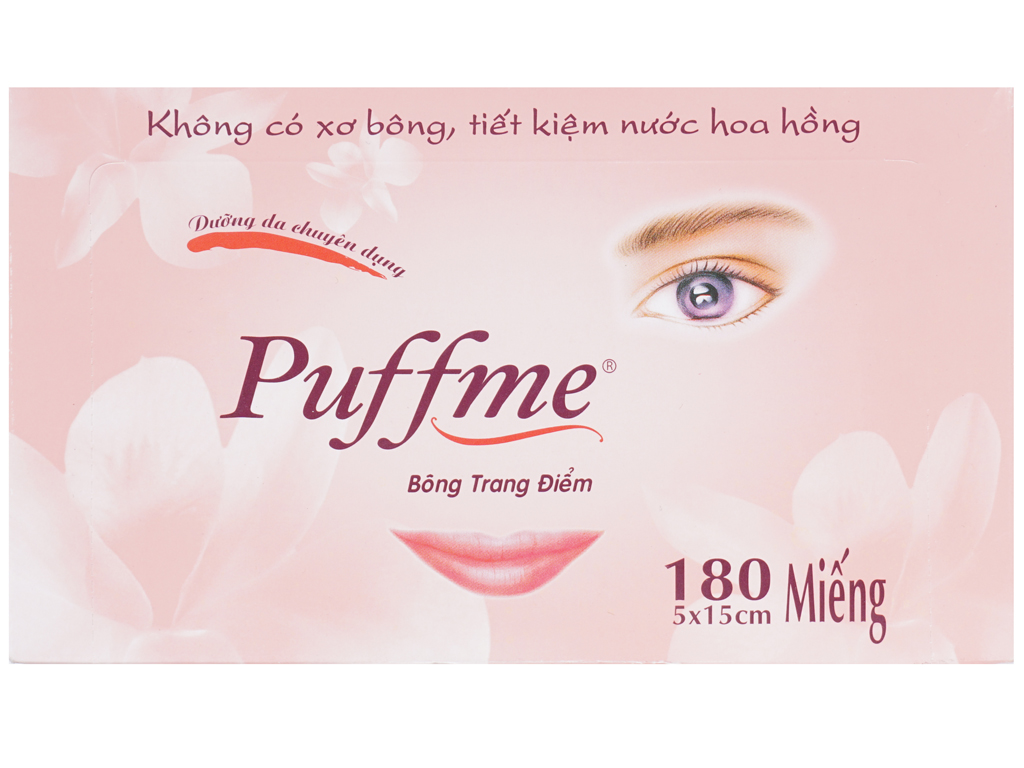 Không có xơ bông, tiết kiệm nước hoa hồng
Dưỡng da chuyên dụng
Puffme®
Bông Trang Điểm
180 Miếng
5x15cm